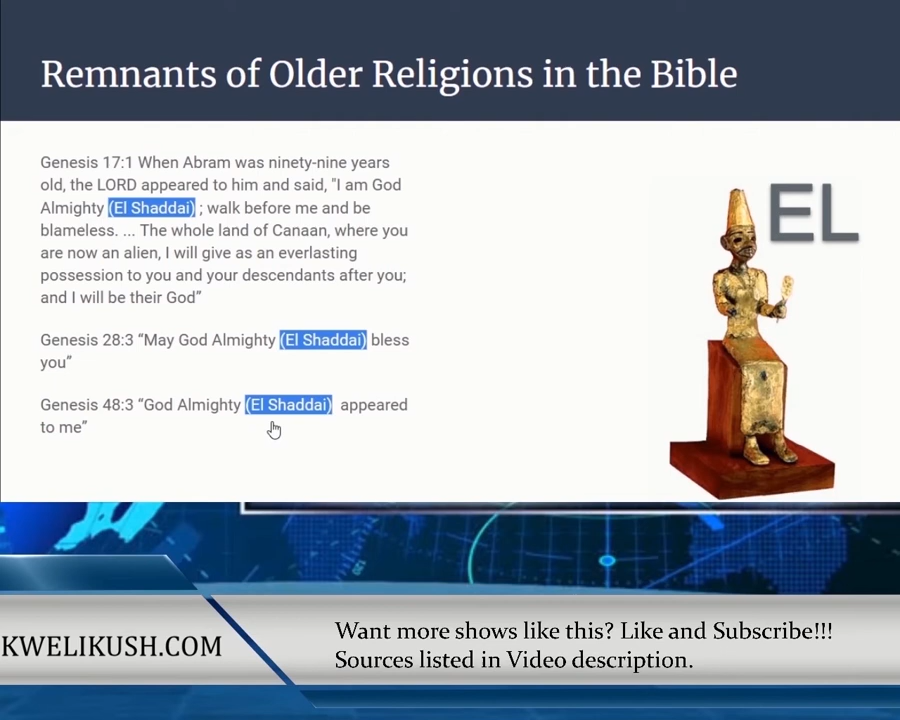 Remnants of Older Religions in the Bible
Genesis 17:1 When Abram was ninety-nine years
old, the LORD appeared to him and said, "I am God
Almighty (El Shaddai) ; walk before me and be
blameless. ... The whole land of Canaan, where you
are now an alien, I will give as an everlasting
possession to you and your descendants after you;
and I will be their God”
Genesis 28:3 “May God Almighty (El Shaddai) bless
you”
Genesis 48:3 “God Almighty (El Shaddai) appeared
to me”
EL
KWELIKUSH.COM
Want more shows like this? Like and Subscribe!!!
Sources listed in Video description.